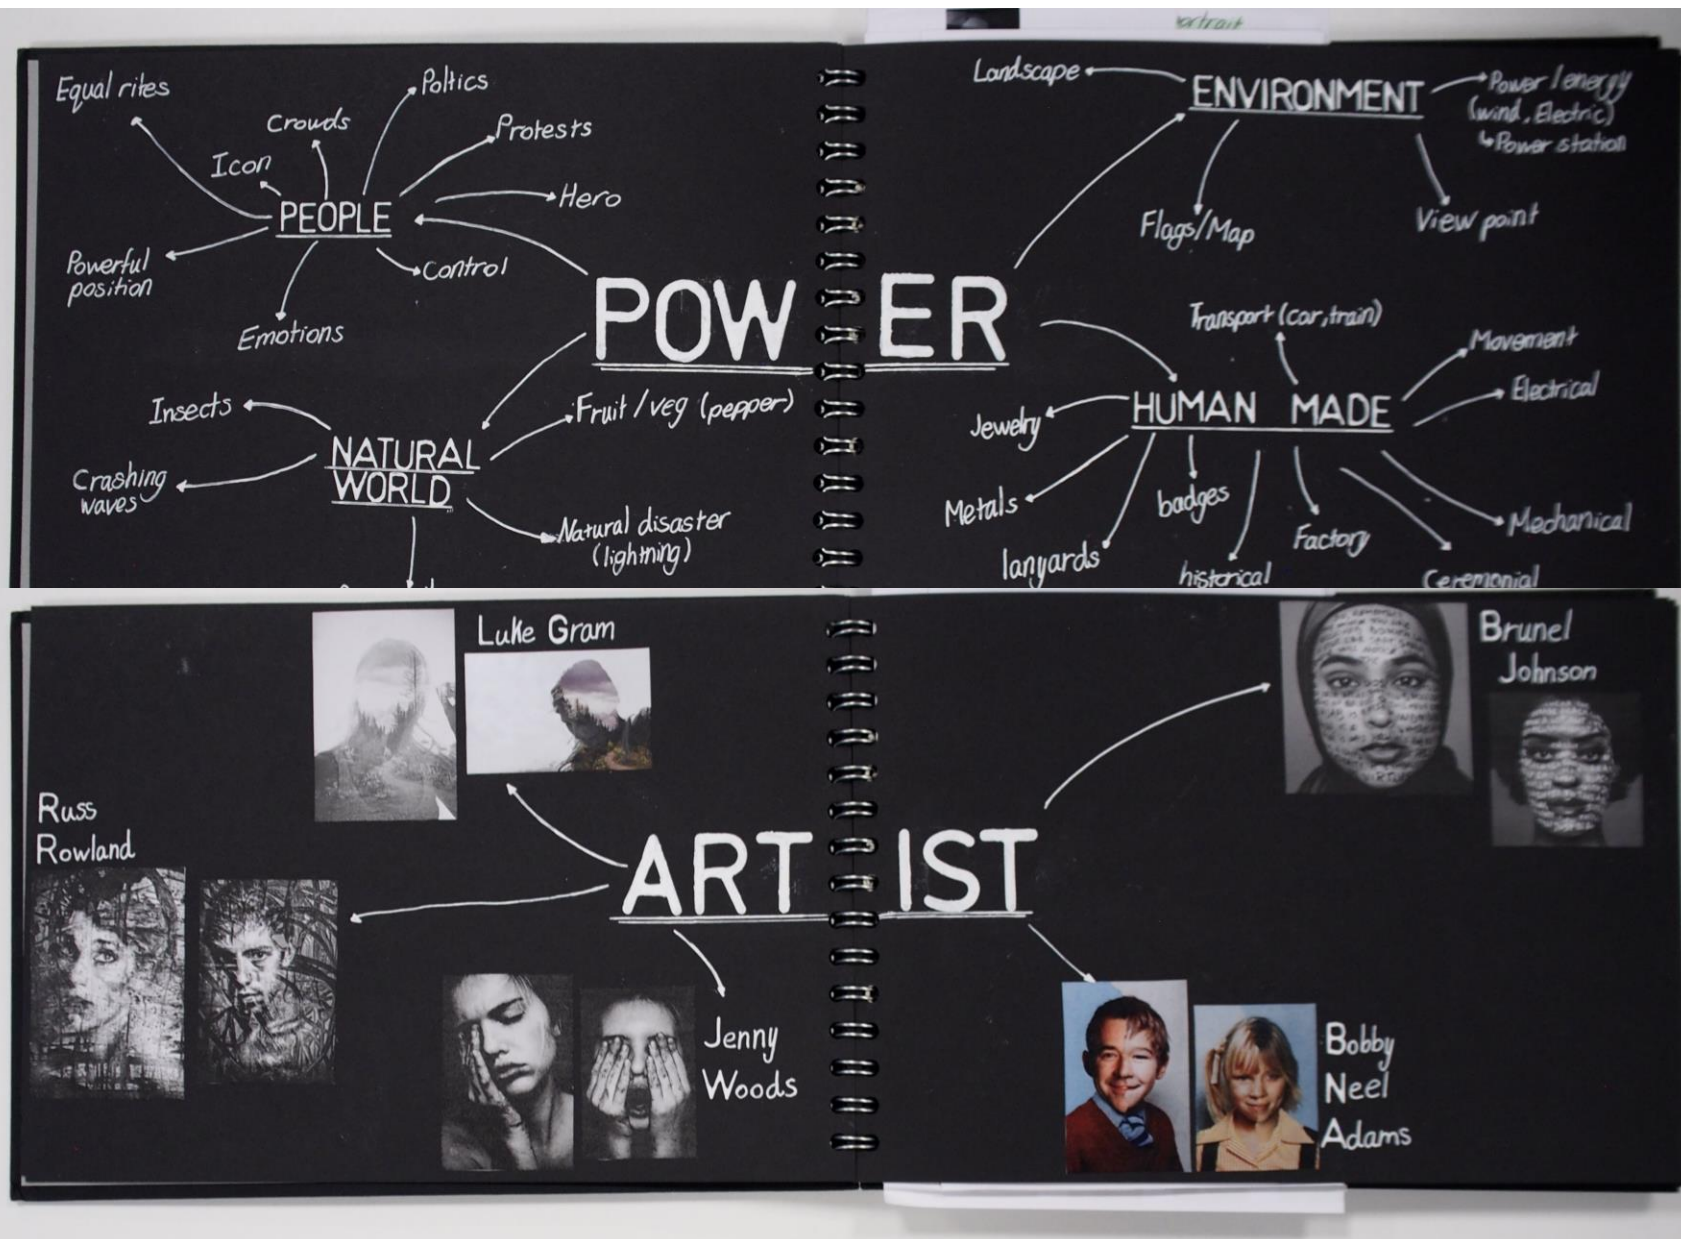 ortrait
Equal rites
Crowds
Icon
Poltics
Protests
Hero
PEOPLE
Powerful
position
Control
Emotions
Landscape
ENVIRONMENT
Power/energy
(wind, Electric)
↳Power station
Flags/Map
View point
POWER
Insects
Fruit/veg (pepper)
NATURAL
WORLD
Crashing
waves
Natural disaster
(lightning)
Transport (car, train)
Movement
Electrical
HUMAN MADE
Jewelry
Metals
lanyards
badges
historical
Factory
Ceremonial
Mechanical
Luke Gram
Brunel
Johnson
Russ
Rowland
ARTIST
Jenny
Woods
Bobby
Neel
Adams